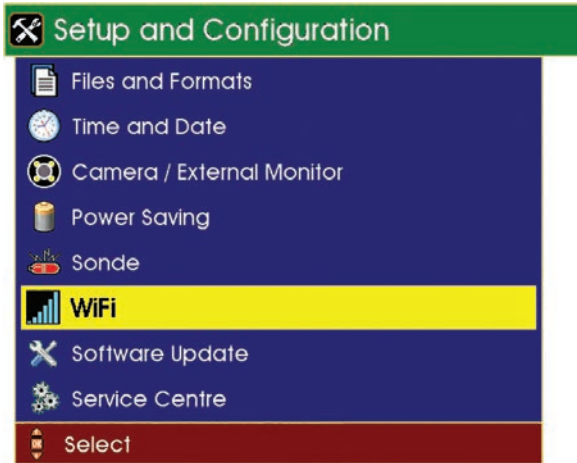 Setup and Configuration
Files and Formats
Time and Date
Camera / External Monitor
Power Saving
Sonde
WiFi
Software Update
Service Centre
Select